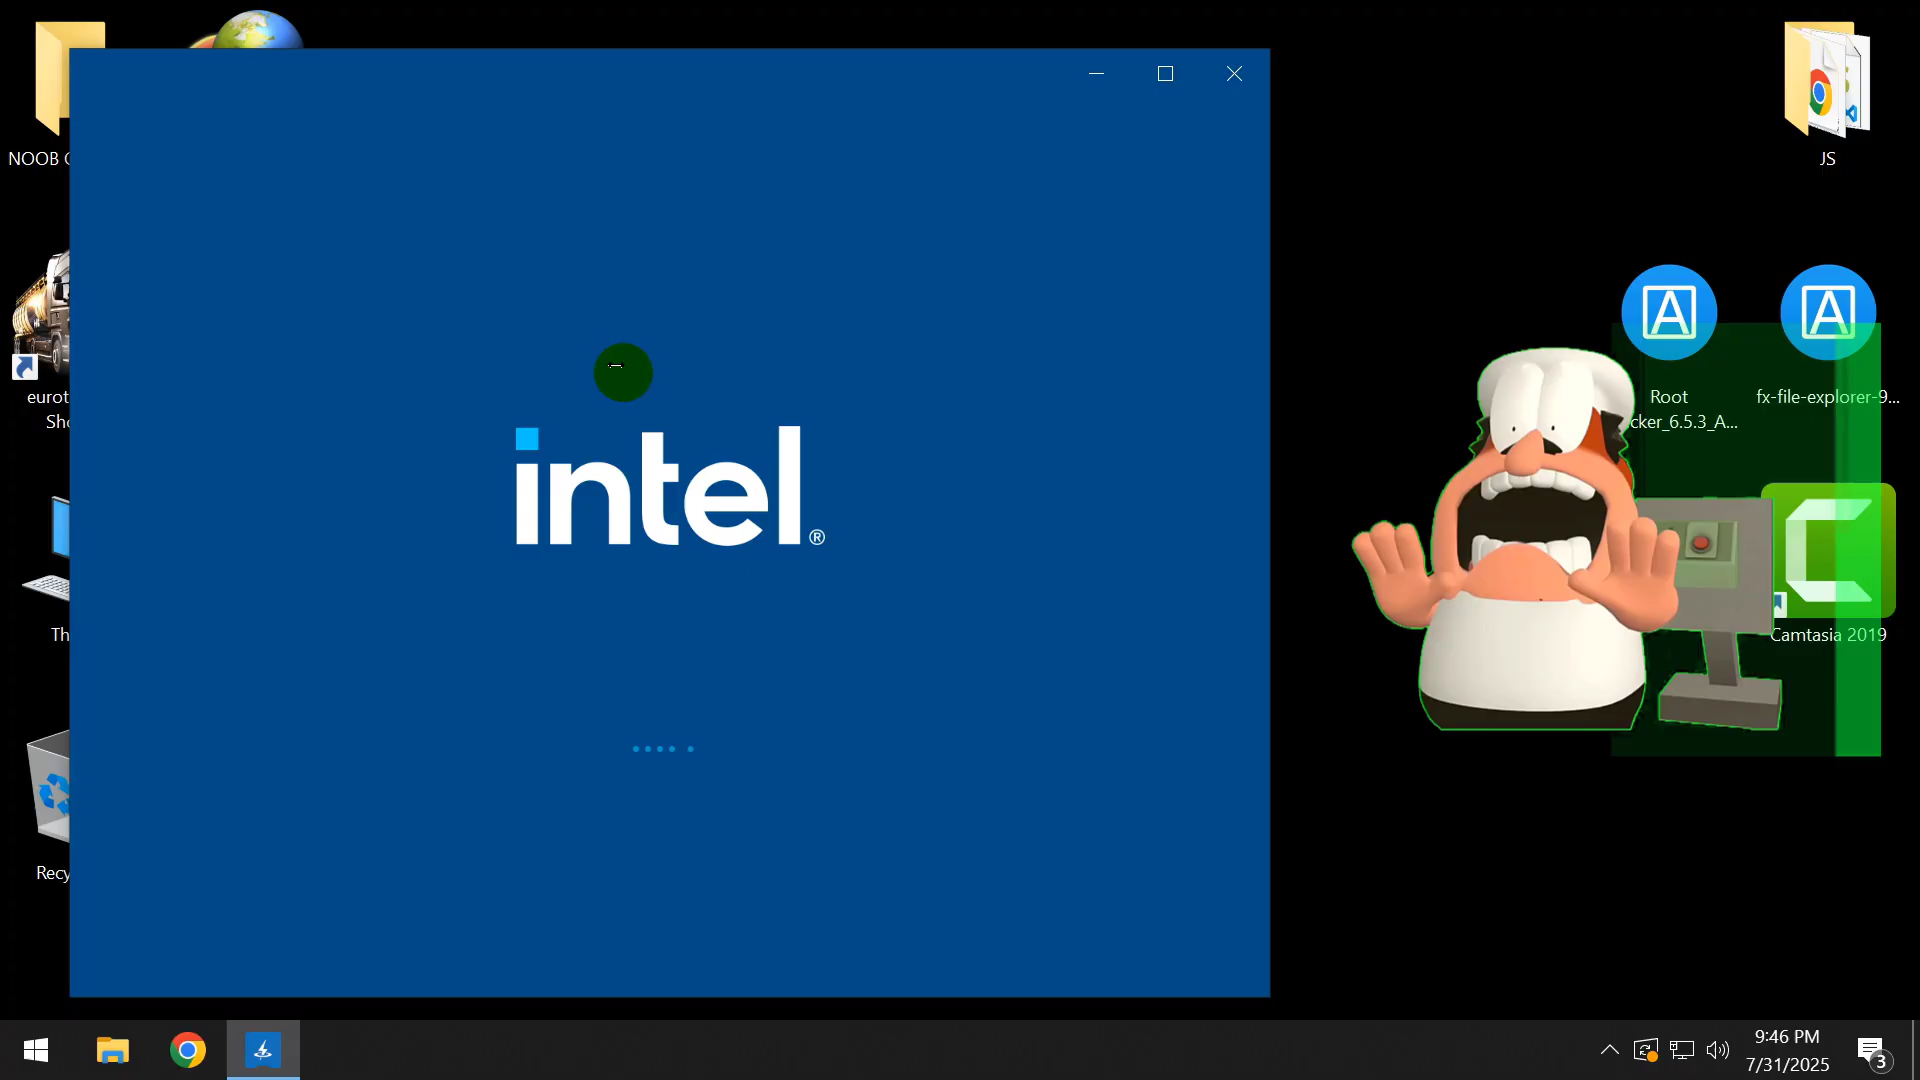 NOOB
JS
intel®
eurot
Sho
Root
cker_6.5.3_A...
fx-file-explorer-9...
Th
Camtasia 2019
Recy
9:46 PM
7/31/2025
3